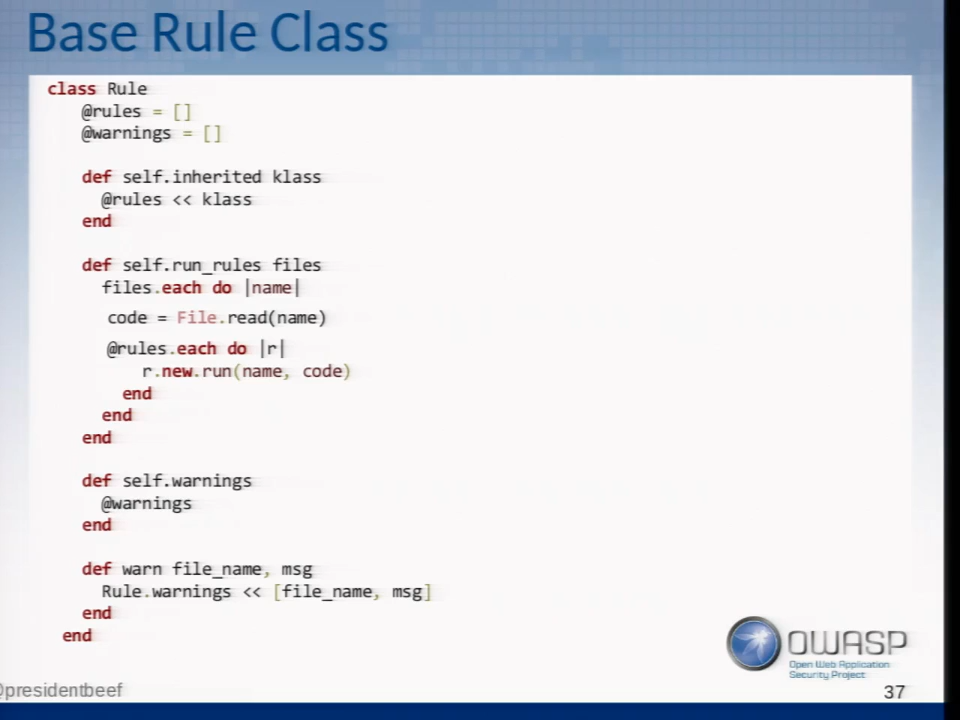 Base Rule Class
class Rule
@rules = []
@warnings = []
def self.inherited klass
@rules << klass
end
def self.run_rules files
files.each do |name|
code = File.read(name)
@rules.each do |r|
r.new.run(name, code)
end
end
end
def self.warnings
@warnings
end
def warn file_name, msg
Rule.warnings << [file_name, msg]
end
end
OWASP
Open Web Application
Security Project
@presidentbeef
37